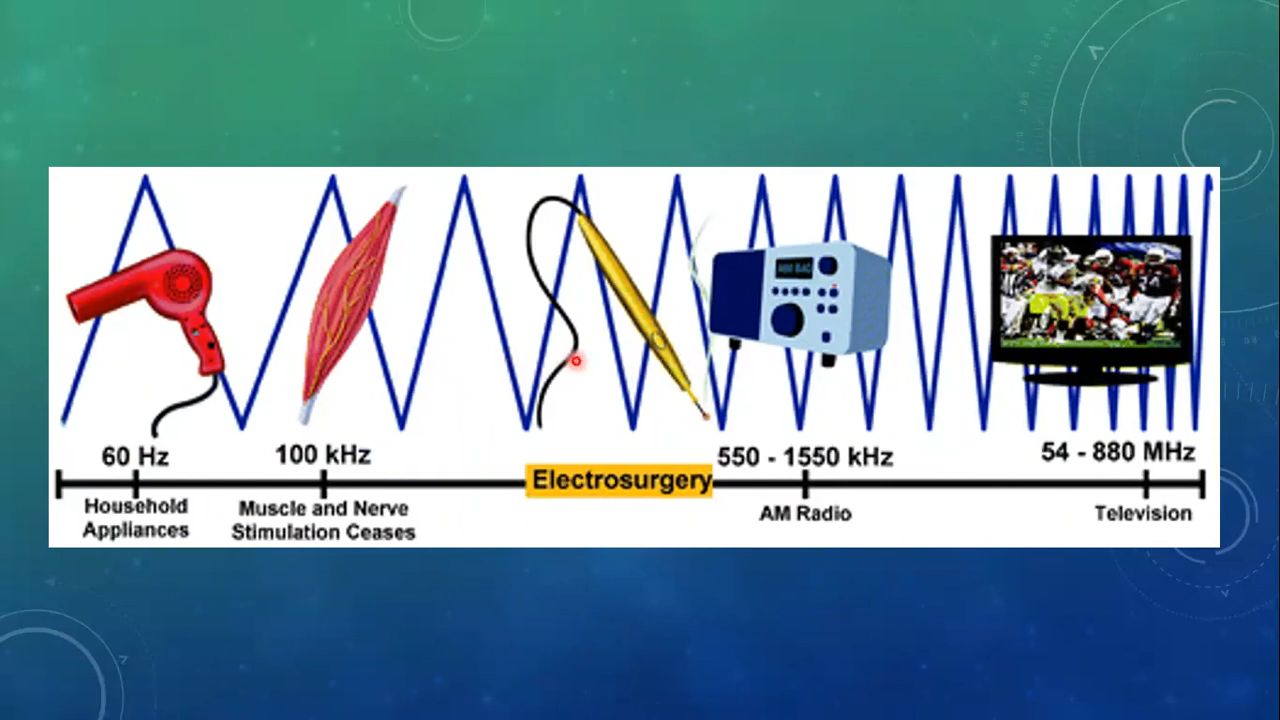 60 Hz
100 kHz
550 - 1550 kHz
54 - 880 MHz
Electrosurgery
Household
Appliances
Muscle and Nerve
Stimulation Ceases
AM Radio
Television